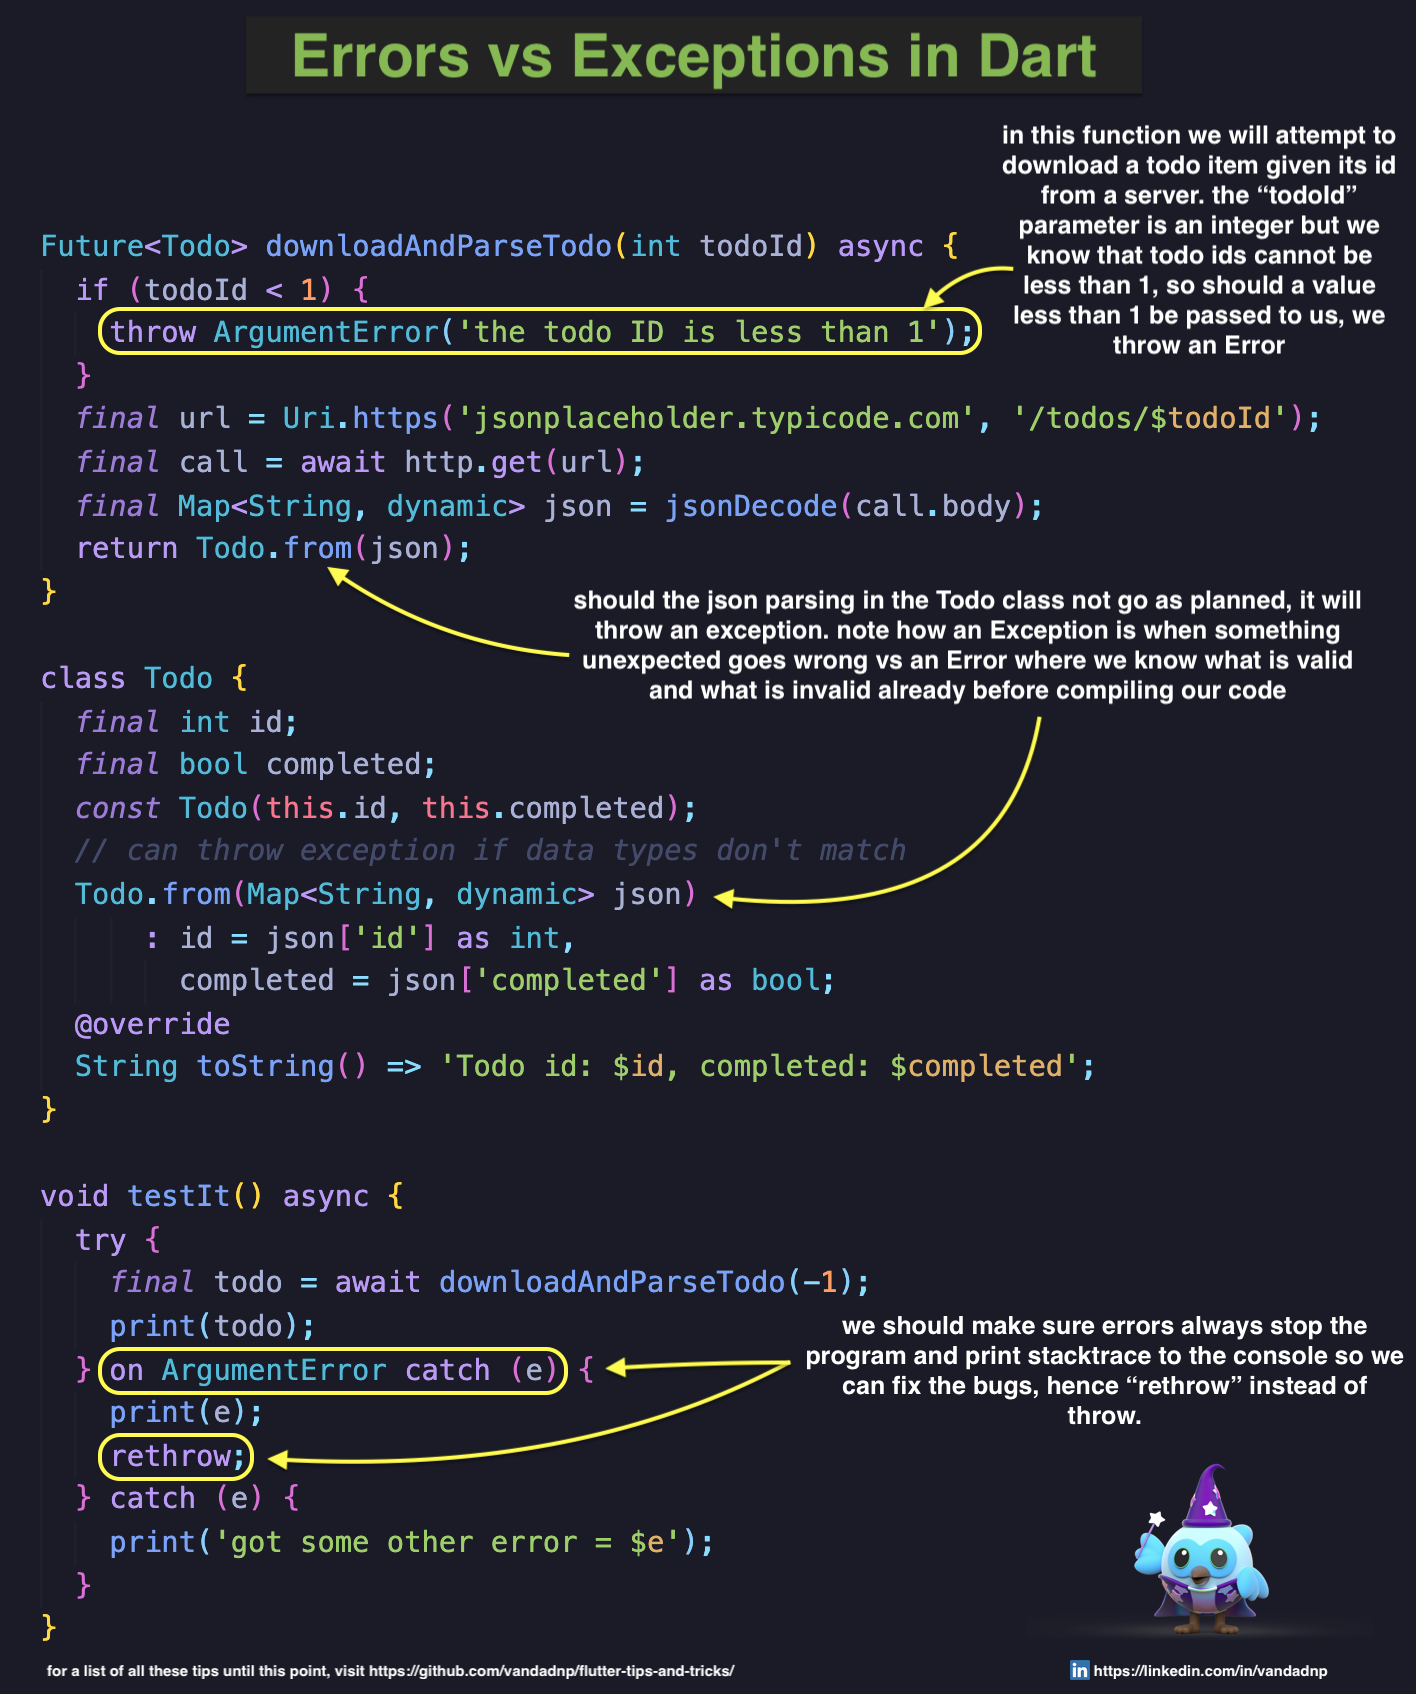 Errors vs Exceptions in Dart
in this function we will attempt to
download a todo item given its id
from a server. the “todoId”
parameter is an integer but we
know that todo ids cannot be
less than 1, so should a value
less than 1 be passed to us, we
throw an Error
Future<Todo> downloadAndParseTodo(int todoId) async {
  if (todoId < 1) {
    throw ArgumentError('the todo ID is less than 1');
  }
  final url = Uri.https('jsonplaceholder.typicode.com', '/todos/$todoId');
  final call = await http.get(url);
  final Map<String, dynamic> json = jsonDecode(call.body);
  return Todo.from(json);
}
should the json parsing in the Todo class not go as planned, it will
throw an exception. note how an Exception is when something
unexpected goes wrong vs an Error where we know what is valid
and what is invalid already before compiling our code
class Todo {
  final int id;
  final bool completed;
  const Todo(this.id, this.completed);
  // can throw exception if data types don't match
  Todo.from(Map<String, dynamic> json)
      : id = json['id'] as int,
        completed = json['completed'] as bool;
  @override
  String toString() => 'Todo id: $id, completed: $completed';
}
void testIt() async {
  try {
    final todo = await downloadAndParseTodo(-1);
    print(todo);
  } on ArgumentError catch (e) {
    print(e);
    rethrow;
  } catch (e) {
    print('got some other error = $e');
  }
}
we should make sure errors always stop the
program and print stacktrace to the console so we
can fix the bugs, hence “rethrow” instead of
throw.
for a list of all these tips until this point, visit https://github.com/vandadnp/flutter-tips-and-tricks/
in https://linkedin.com/in/vandadnp